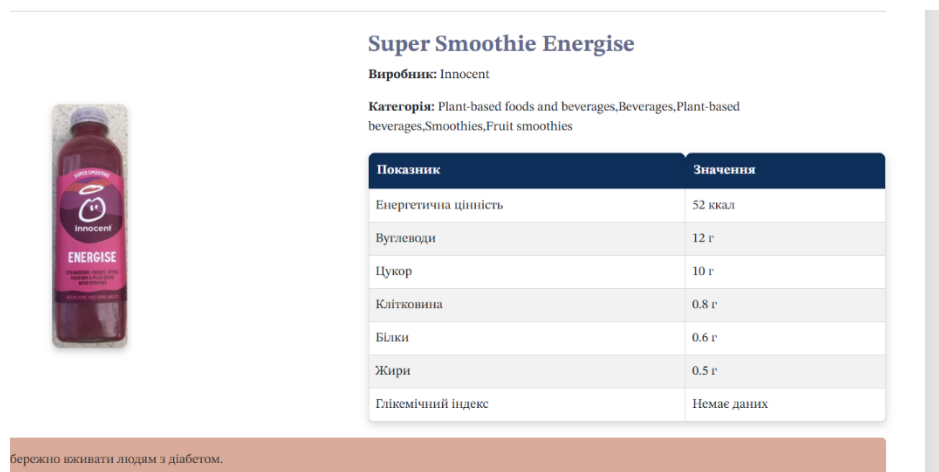 Super Smoothie Energise
Виробник: Innocent
Категорія: Plant-based foods and beverages,Beverages,Plant-based
beverages,Smoothies,Fruit smoothies
SUPER SMOOTHIE
innocent
ENERGISE
Показник Значення
Енергетична цінність 52 ккал
Вуглеводи 12 г
Цукор 10 г
Клітковина 0.8 г
Білки 0.6 г
Жири 0.5 г
Глікемічний індекс Немає даних
бережно вживати людям з діабетом.